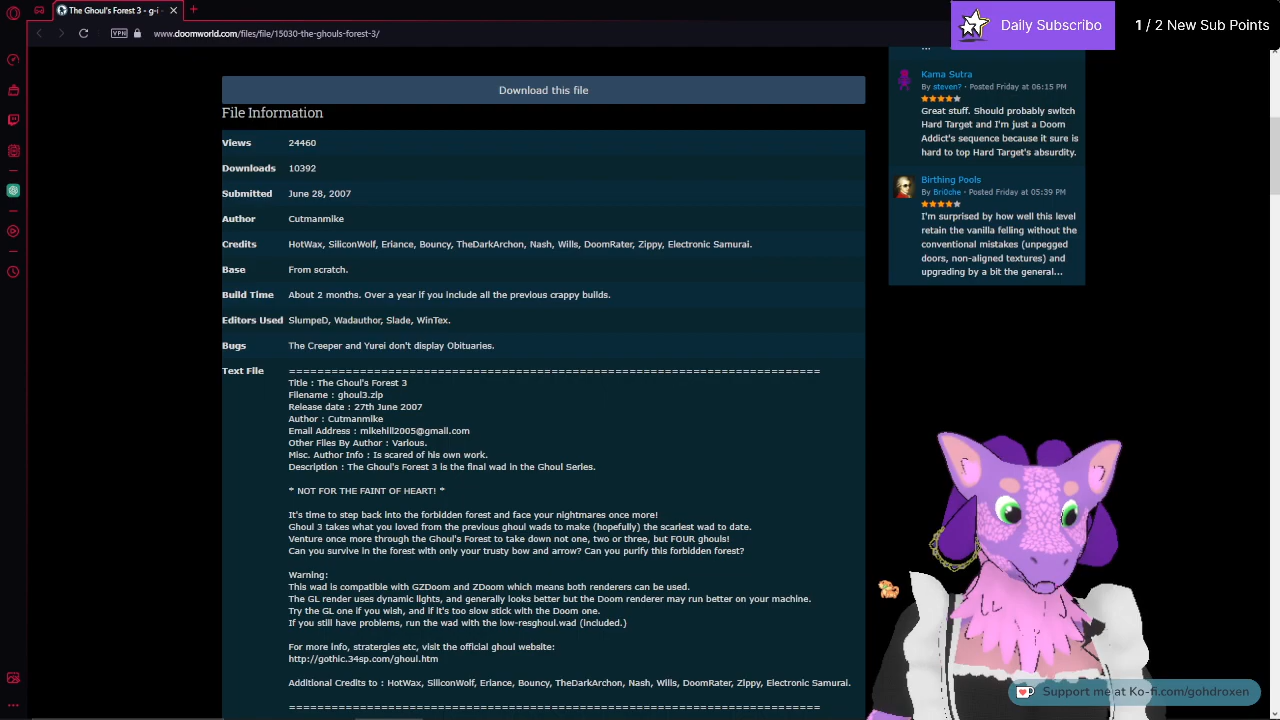 The Ghoul's Forest 3 - g-i
VPN
www.doomworld.com/files/file/15030-the-ghouls-forest-3/
Daily Subscribo
1 / 2 New Sub Points
Download this file
File Information
Views 24460
Downloads 10392
Submitted June 28, 2007
Author Cutmanmike
Credits HotWax, SiliconWolf, Eriance, Bouncy, TheDarkArchon, Nash, Wills, DoomRater, Zippy, Electronic Samurai.
Base From scratch.
Build Time About 2 months. Over a year if you include all the previous crappy builds.
Editors Used SlumpeD, Wadauthor, Slade, WinTex.
Bugs The Creeper and Yurei don't display Obituaries.
Text File ===========================================================================
Title : The Ghoul's Forest 3
Filename : ghoul3.zip
Release date : 27th June 2007
Author : Cutmanmike
Email Address : mikehill2005@gmail.com
Other Files By Author : Various.
Misc. Author Info : Is scared of his own work.
Description : The Ghoul's Forest 3 is the final wad in the Ghoul Series.
* NOT FOR THE FAINT OF HEART! *
It's time to step back into the forbidden forest and face your nightmares once more!
Ghoul 3 takes what you loved from the previous ghoul wads to make (hopefully) the scariest wad to date.
Venture once more through the Ghoul's Forest to take down not one, two or three, but FOUR ghouls!
Can you survive in the forest with only your trusty bow and arrow? Can you purify this forbidden forest?
Warning:
This wad is compatible with GZDoom and ZDoom which means both renderers can be used.
The GL render uses dynamic lights, and generally looks better but the Doom renderer may run better on your machine.
Try the GL one if you wish, and if it's too slow stick with the Doom one.
If you still have problems, run the wad with the low-resghoul.wad (included.)
For more info, stratergies etc, visit the official ghoul website:
http://gothic.34sp.com/ghoul.htm
Additional Credits to : HotWax, SiliconWolf, Eriance, Bouncy, TheDarkArchon, Nash, Wills, DoomRater, Zippy, Electronic Samurai.
===========================================================================
...
Kama Sutra
By steven? · Posted Friday at 06:15 PM
Great stuff. Should probably switch
Hard Target and I'm just a Doom
Addict's sequence because it sure is
hard to top Hard Target's absurdity.
Birthing Pools
By Bri0che · Posted Friday at 05:39 PM
I'm surprised by how well this level
retain the vanilla felling without the
conventional mistakes (unpegged
doors, non-aligned textures) and
upgrading by a bit the general...
Support me at Ko-fi.com/gohdroxen